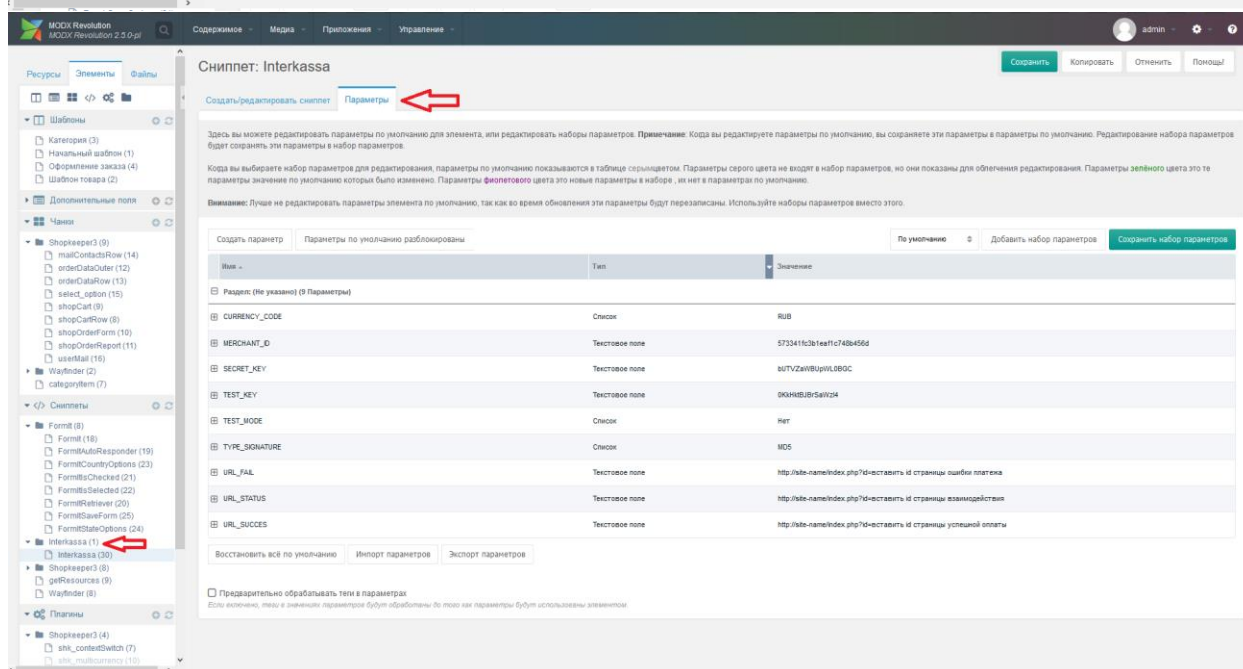 MODX Revolution
MODX Revolution 2.5.0-pl
Содержимое
Медиа
Приложения
Управление
admin
Ресурсы
Элементы
Файлы
Шаблоны
Категория (3)
Начальный шаблон (1)
Оформление заказа (4)
Шаблон товара (2)
Дополнительные поля
Чанки
Shopkeeper3 (9)
mailContactsRow (14)
orderDataOuter (12)
orderDataRow (13)
select_option (15)
shopCart (9)
shopCartRow (8)
shopOrderForm (10)
shopOrderReport (11)
userMail (16)
Wayfinder (2)
categoryItem (7)
Сниппеты
FormIt (8)
FormIt (18)
FormItAutoResponder (19)
FormItCountryOptions (23)
FormItIsChecked (21)
FormItIsSelected (22)
FormItRetriever (20)
FormItSaveForm (25)
FormItStateOptions (24)
Interkassa (1)
Interkassa (30)
Shopkeeper3 (8)
getResources (9)
Wayfinder (8)
Плагины
Shopkeeper3 (4)
shk_contextSwitch (7)
shk_multicurrency (10)
Сниппет: Interkassa
Сохранить
Копировать
Отменить
Помощь!
Создать/редактировать сниппет
Параметры
Здесь вы можете редактировать параметры по умолчанию для элемента, или редактировать наборы параметров. Примечание: Когда вы редактируете параметры по умолчанию, вы сохраняете эти параметры в параметры по умолчанию. Редактирование набора параметров
будет сохранять эти параметры в набор параметров.
Когда вы выбираете набор параметров для редактирования, параметры по умолчанию показываются в таблице серымцветом. Параметры серого цвета не входят в набор параметров, но они показаны для облегчения редактирования. Параметры зелёного цвета это те
параметры значение по умолчанию которых было изменено. Параметры фиолетового цвета это новые параметры в наборе , их нет в параметрах по умолчанию.
Внимание: Лучше не редактировать параметры элемента по умолчанию, так как во время обновления эти параметры будут перезаписаны. Используйте наборы параметров вместо этого.
Создать параметр
Параметры по умолчанию разблокированы
По умолчанию
Добавить набор параметров
Сохранить набор параметров
Имя
Тип
Значение
Раздел: (Не указано) (9 Параметры)
CURRENCY_CODE Список RUB
MERCHANT_ID Текстовое поле 573341fc3b1eaf1c748b456d
SECRET_KEY Текстовое поле bUTVZaWBUpWL0BGC
TEST_KEY Текстовое поле
TEST_MODE Список Нет
TYPE_SIGNATURE Список MD5
URL_FAIL Текстовое поле http://site-name/index.php?id=вставить id страницы ошибки платежа
URL_STATUS Текстовое поле http://site-name/index.php?id=вставить id страницы взаимодействия
URL_SUCCES Текстовое поле http://site-name/index.php?id=вставить id страницы успешной оплаты
Восстановить всё по умолчанию
Импорт параметров
Экспорт параметров
Предварительно обрабатывать теги в параметрах
Если включено, теги в значениях параметров будут обработаны до того как параметры будут использованы элементом.